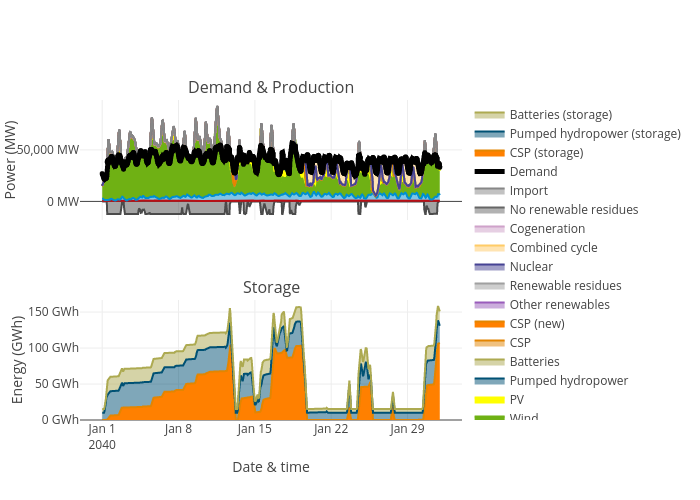 Demand & Production
Power (MW)
50,000 MW
0 MW
Storage
Energy (GWh)
150 GWh
100 GWh
50 GWh
0 GWh
Jan 1
2040
Jan 8
Jan 15
Jan 22
Jan 29
Date & time
Batteries (storage)
Pumped hydropower (storage)
CSP (storage)
Demand
Import
No renewable residues
Cogeneration
Combined cycle
Nuclear
Renewable residues
Other renewables
CSP (new)
CSP
Batteries
Pumped hydropower
PV
Wind